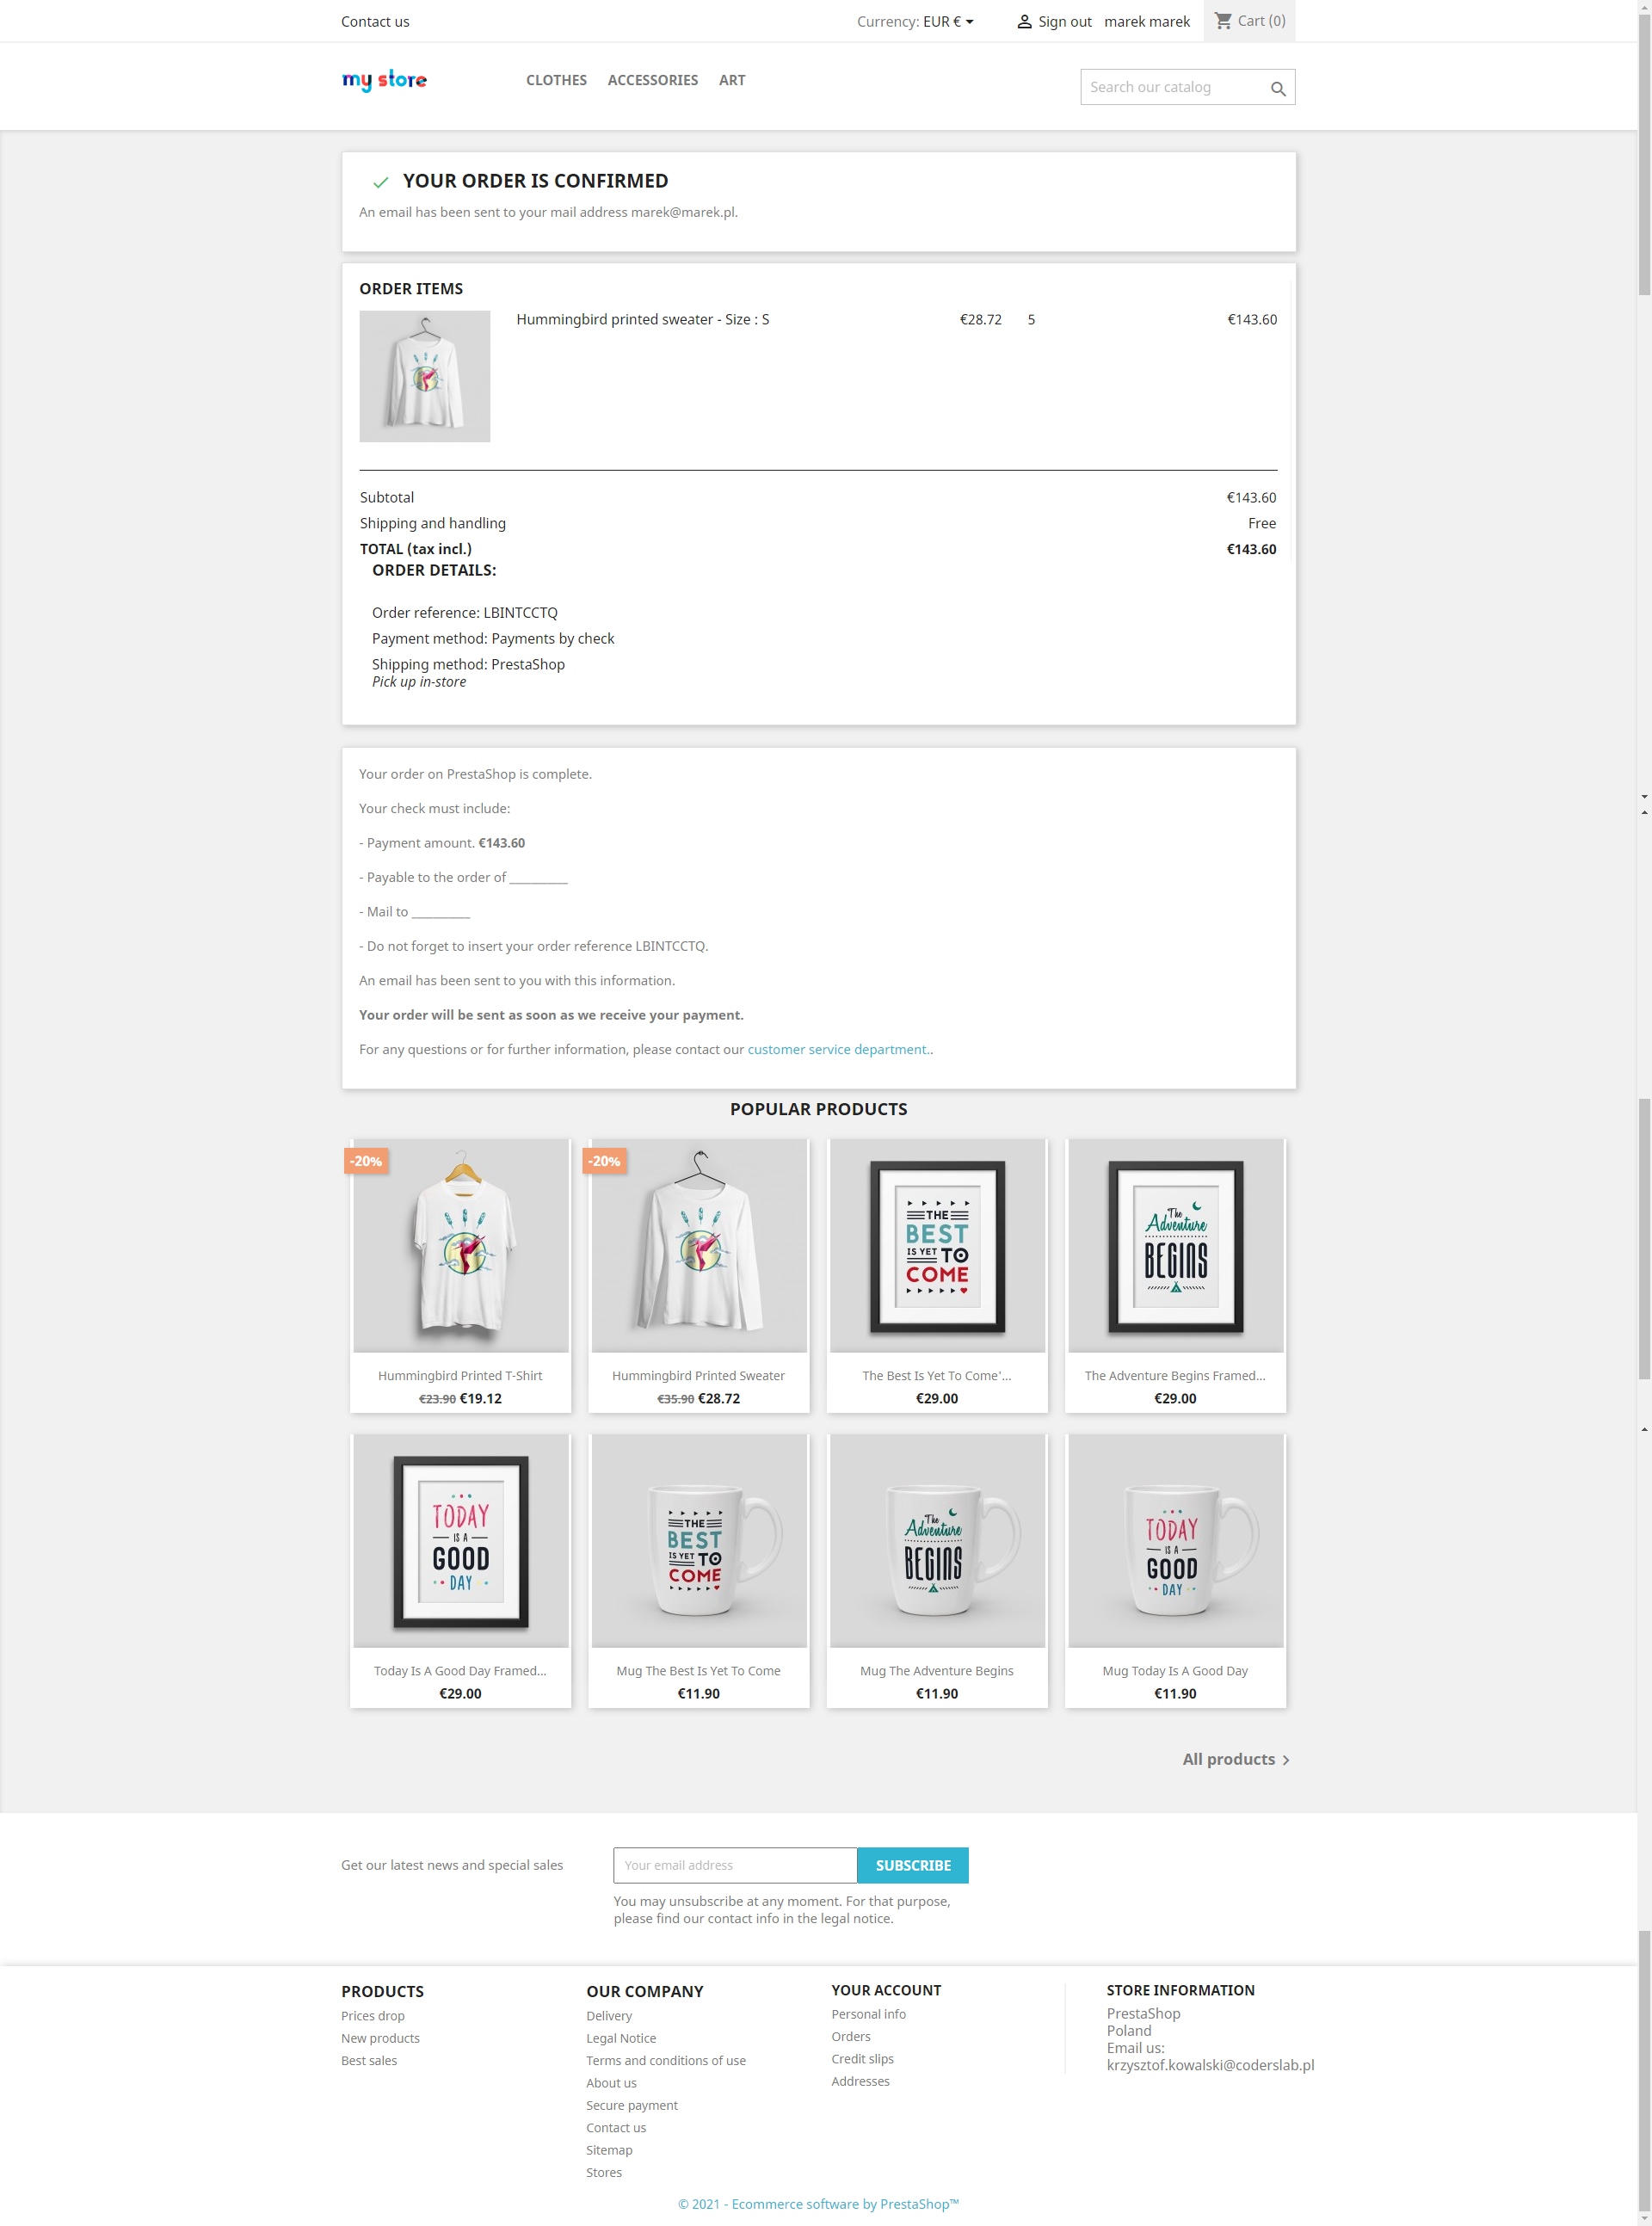 Contact us
Currency: EUR €
Sign out
marek marek
Cart (0)
my store
CLOTHES
ACCESSORIES
ART
Search our catalog
YOUR ORDER IS CONFIRMED
An email has been sent to your mail address marek@marek.pl.
ORDER ITEMS
Hummingbird printed sweater - Size : S
€28.72
5
€143.60
Subtotal
€143.60
Shipping and handling
Free
TOTAL (tax incl.)
€143.60
ORDER DETAILS:
Order reference: LBINTCCTQ
Payment method: Payments by check
Shipping method: PrestaShop
Pick up in-store
Your order on PrestaShop is complete.
Your check must include:
- Payment amount. €143.60
- Payable to the order of __________
- Mail to __________
- Do not forget to insert your order reference LBINTCCTQ.
An email has been sent to you with this information.
Your order will be sent as soon as we receive your payment.
For any questions or for further information, please contact our customer service department..
POPULAR PRODUCTS
-20%
Hummingbird Printed T-Shirt
€23.90 €19.12
-20%
Hummingbird Printed Sweater
€35.90 €28.72
THE
BEST
IS YET TO
COME
The Best Is Yet To Come'...
€29.00
The
Adventure
BEGINS
The Adventure Begins Framed...
€29.00
TODAY
IS A
GOOD
DAY
Today Is A Good Day Framed...
€29.00
THE
BEST
IS YET TO
COME
Mug The Best Is Yet To Come
€11.90
The
Adventure
BEGINS
Mug The Adventure Begins
€11.90
TODAY
IS A
GOOD
DAY
Mug Today Is A Good Day
€11.90
All products
Get our latest news and special sales
Your email address
SUBSCRIBE
You may unsubscribe at any moment. For that purpose,
please find our contact info in the legal notice.
PRODUCTS
Prices drop
New products
Best sales
OUR COMPANY
Delivery
Legal Notice
Terms and conditions of use
About us
Secure payment
Contact us
Sitemap
Stores
YOUR ACCOUNT
Personal info
Orders
Credit slips
Addresses
STORE INFORMATION
PrestaShop
Poland
Email us:
krzysztof.kowalski@coderslab.pl
© 2021 - Ecommerce software by PrestaShop™